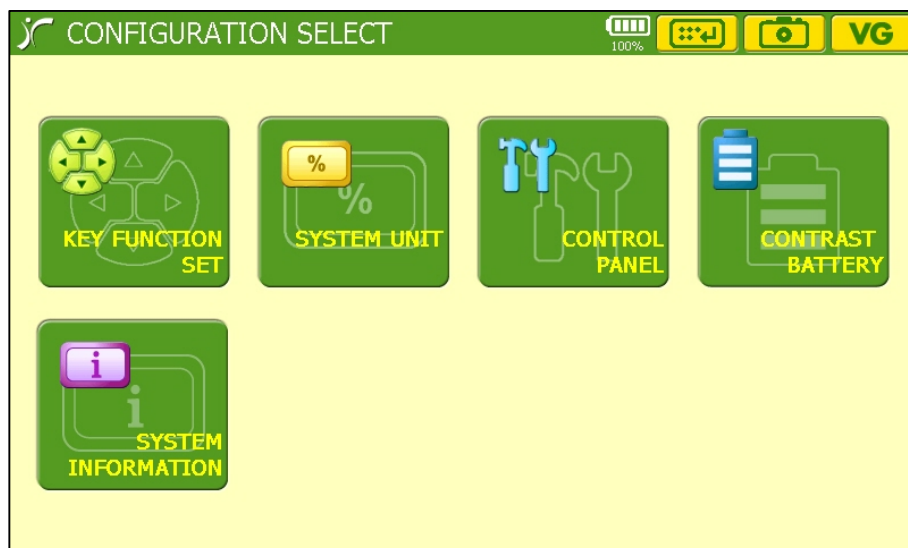 CONFIGURATION SELECT
100%
VG
KEY FUNCTION
SET
%
%
SYSTEM UNIT
CONTROL
PANEL
CONTRAST
BATTERY
i
i
SYSTEM
INFORMATION